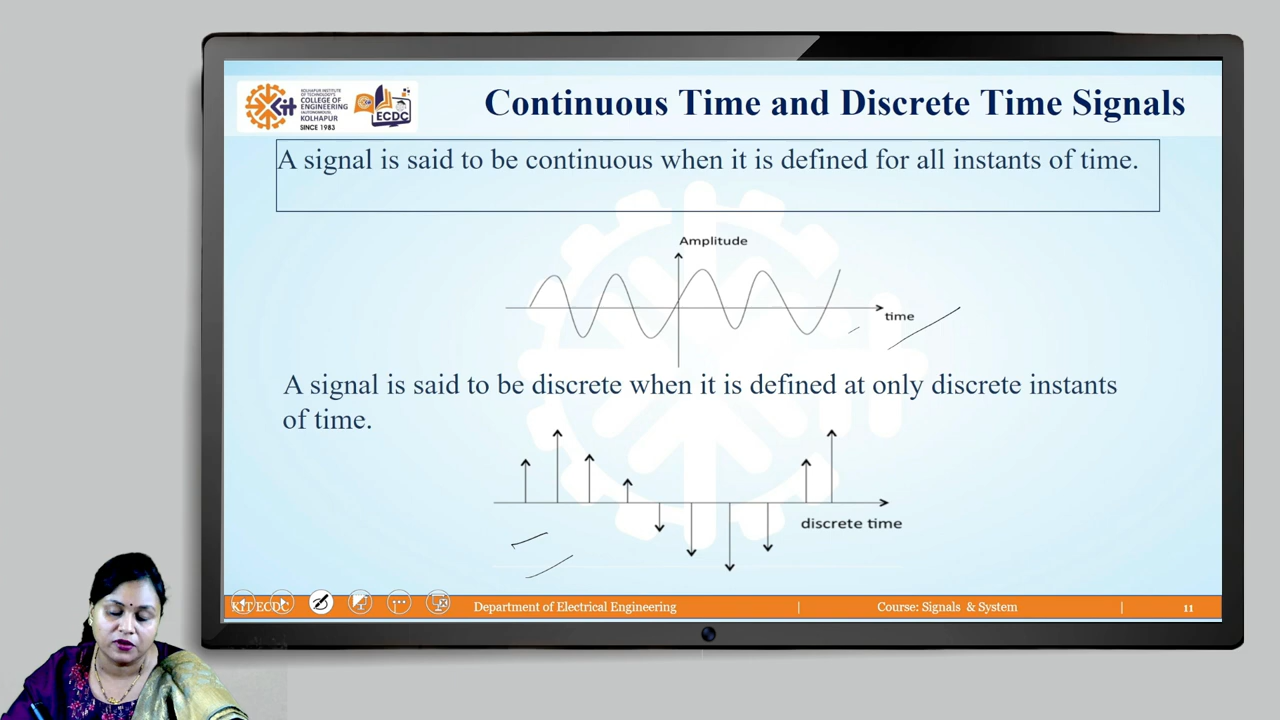 KOLHAPUR INSTITUTE
OF TECHNOLOGY'S
COLLEGE OF
ENGINEERING
(AUTONOMOUS),
KOLHAPUR
SINCE 1983
Kit
ECDC
Continuous Time and Discrete Time Signals
A signal is said to be continuous when it is defined for all instants of time.
Amplitude
time
A signal is said to be discrete when it is defined at only discrete instants
of time.
discrete time
KIT ECDC
Department of Electrical Engineering
|
Course: Signals & System
|
11